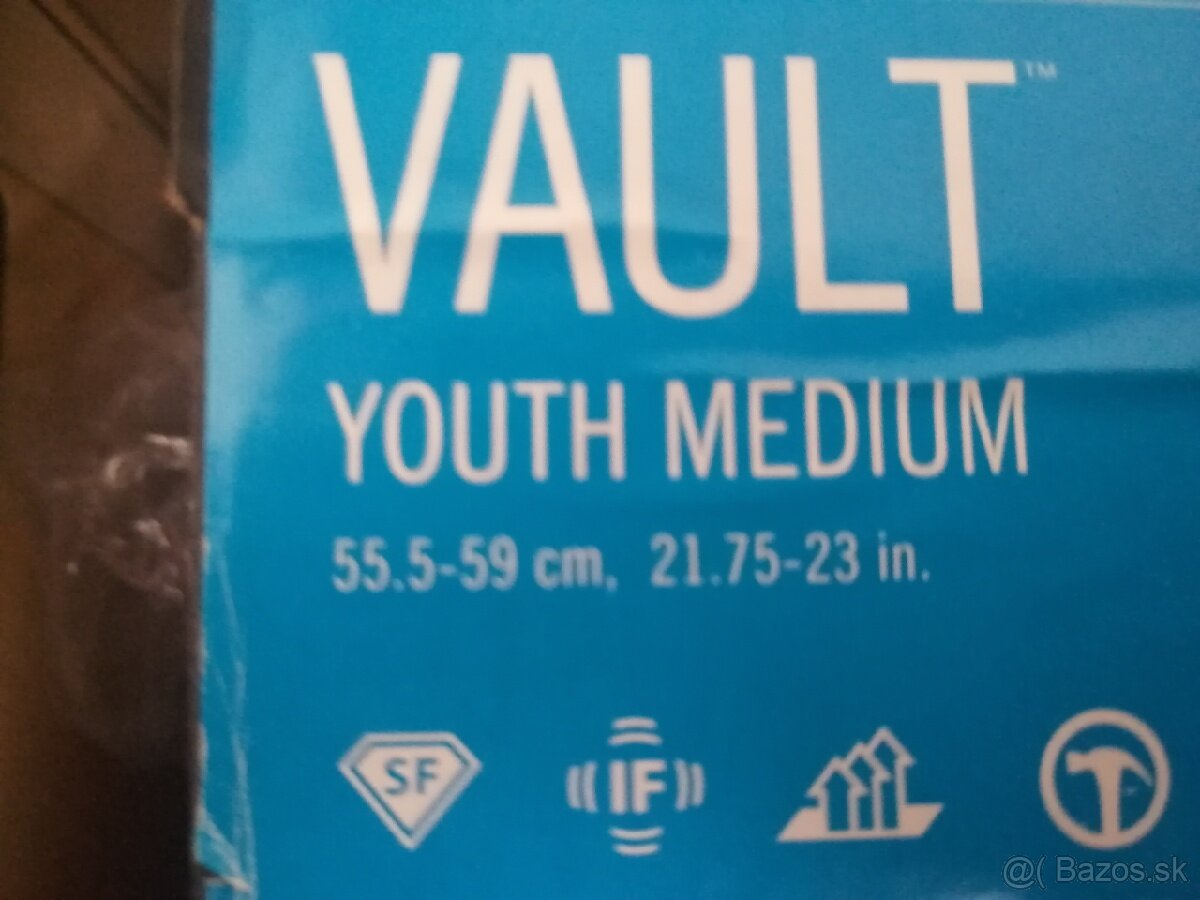 VAULT™
YOUTH MEDIUM
55.5-59 cm, 21.75-23 in.
SF
IF
@( Bazos.sk